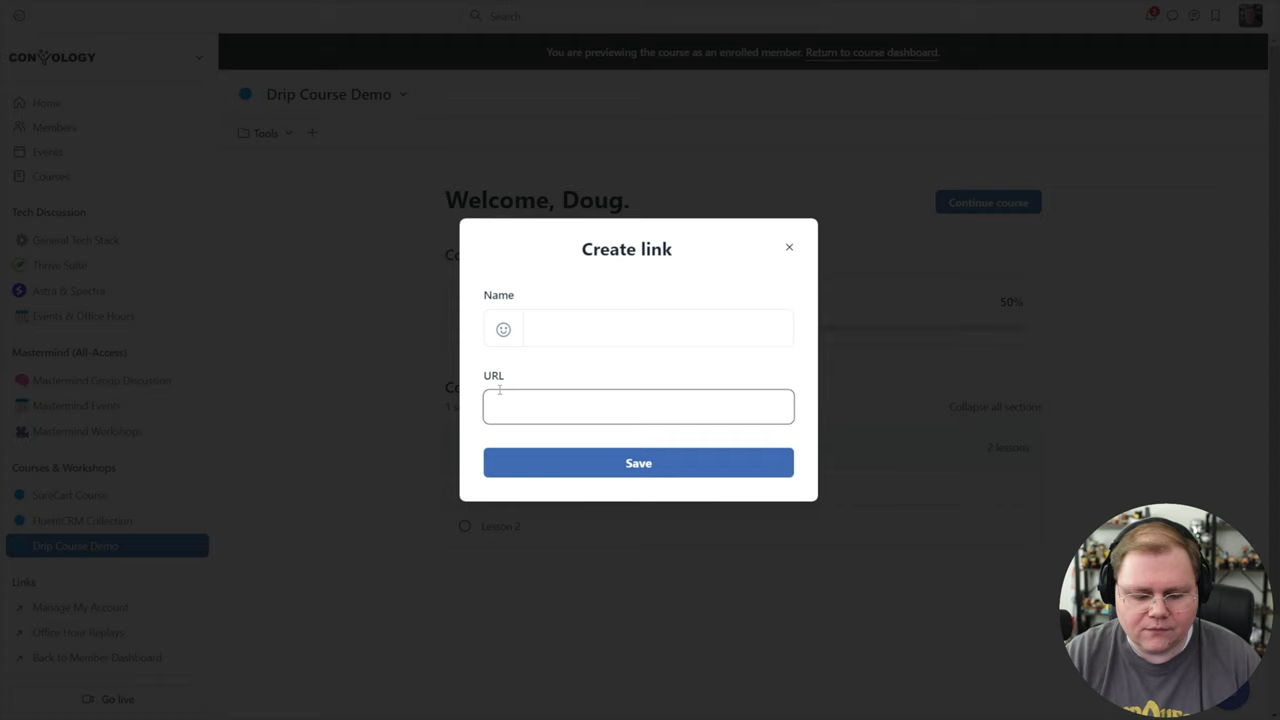 Search
2
CONVOLOGY
You are previewing the course as an enrolled member. Return to course dashboard.
Drip Course Demo
Tools
Home
Members
Events
Courses
Tech Discussion
General Tech Stack
Thrive Suite
Astra & Spectra
Events & Office Hours
Mastermind (All-Access)
Mastermind Group Discussion
Mastermind Events
Mastermind Workshops
Courses & Workshops
SureCart Course
FluentCRM Collection
Drip Course Demo
Links
Manage My Account
Office Hour Replays
Back to Member Dashboard
Go live
Welcome, Doug.
Continue course
50%
Collapse all sections
2 lessons
Lesson 2
Create link
Name
URL
Save